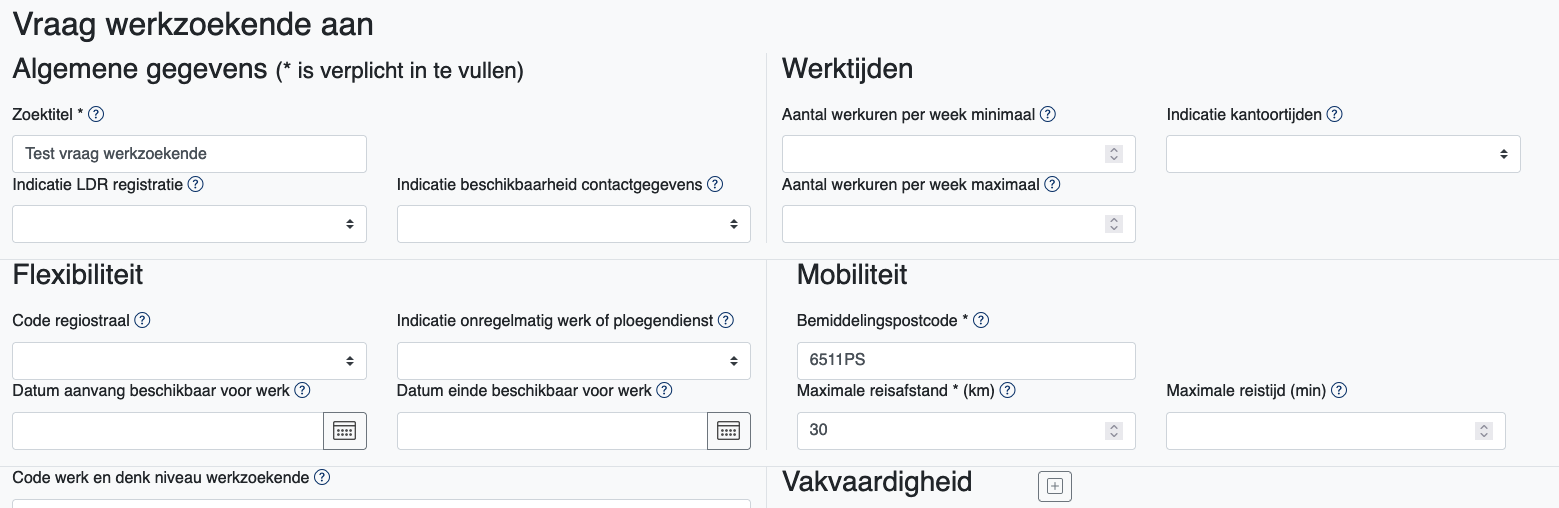 Vraag werkzoekende aan
Algemene gegevens (* is verplicht in te vullen)
Zoektitel * ?
Test vraag werkzoekende
Indicatie LDR registratie ?
Indicatie beschikbaarheid contactgegevens ?
Werktijden
Aantal werkuren per week minimaal ?
Indicatie kantoortijden ?
Aantal werkuren per week maximaal ?
Flexibiliteit
Code regiostraal ?
Indicatie onregelmatig werk of ploegendienst ?
Datum aanvang beschikbaar voor werk ?
Datum einde beschikbaar voor werk ?
Mobiliteit
Bemiddelingspostcode * ?
6511PS
Maximale reisafstand * (km) ?
30
Maximale reistijd (min) ?
Code werk en denk niveau werkzoekende ?
Vakvaardigheid